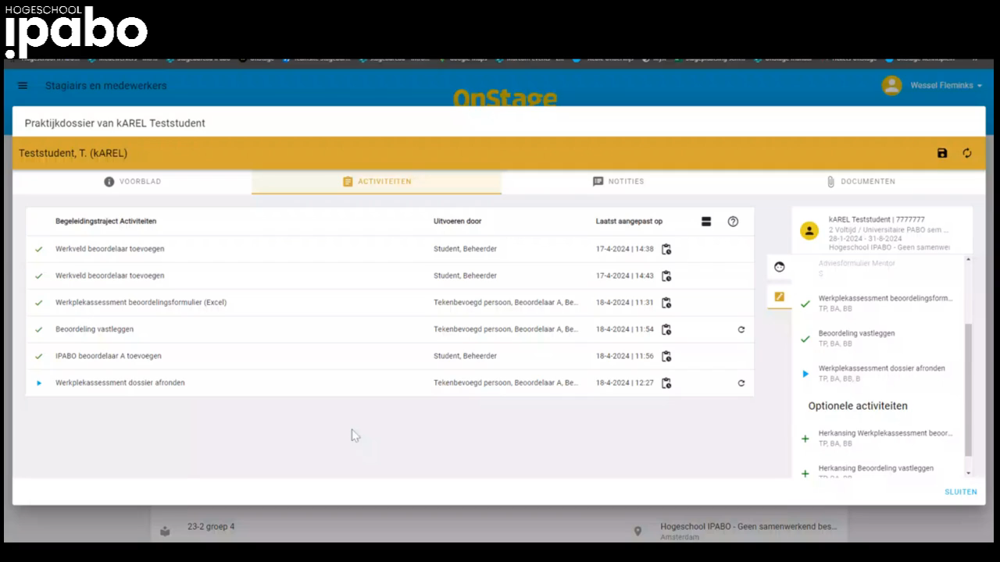 HOGESCHOOL
ipabo
Stagiairs en medewerkers
OnStage
Wessel Fleminks
Praktijkdossier van kAREL Teststudent
Teststudent, T. (kAREL)
VOORBLAD
ACTIVITEITEN
NOTITIES
DOCUMENTEN
Begeleidingstraject Activiteiten Uitvoeren door Laatst aangepast op
Werkveld beoordelaar toevoegen Student, Beheerder 17-4-2024 | 14:38
Werkveld beoordelaar toevoegen Student, Beheerder 17-4-2024 | 14:43
Werkplekassessment beoordelingsformulier (Excel) Tekenbevoegd persoon, Beoordelaar A, Be... 18-4-2024 | 11:31
Beoordeling vastleggen Tekenbevoegd persoon, Beoordelaar A, Be... 18-4-2024 | 11:54
IPABO beoordelaar A toevoegen Student, Beheerder 18-4-2024 | 11:56
Werkplekassessment dossier afronden Tekenbevoegd persoon, Beoordelaar A, Be... 18-4-2024 | 12:27
kAREL Teststudent | 7777777
2 Voltijd / Universitaire PABO sem ...
28-1-2024 - 31-8-2024
Hogeschool IPABO - Geen samenwei
Adviesformulier Mentor
S
Werkplekassessment beoordelingsform...
TP, BA, BB
Beoordeling vastleggen
TP, BA, BB
Werkplekassessment dossier afronden
TP, BA, BB, B
Optionele activiteiten
Herkansing Werkplekassessment beoor...
TP, BA, BB
Herkansing Beoordeling vastleggen
TP, BA, BB
SLUITEN
23-2 groep 4
Hogeschool IPABO - Geen samenwerkend bes...
Amsterdam